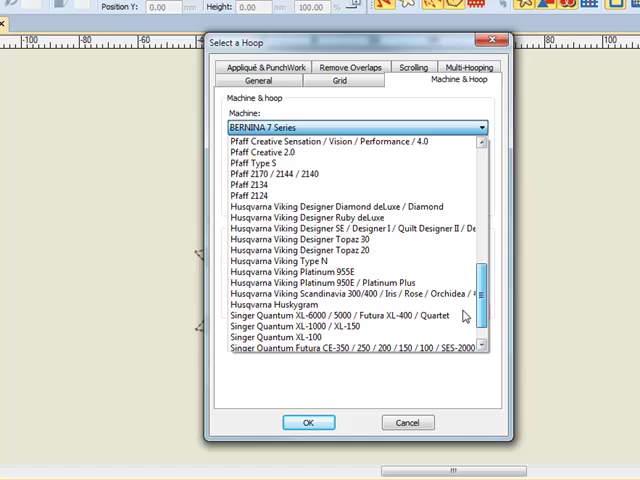 Position Y: 0.00 mm Height: 0.00 mm 100.00 %
-100 -80 -60 80 100
Select a Hoop
Appliqué & PunchWork Remove Overlaps Scrolling Multi-Hooping
General Grid Machine & Hoop
Machine & hoop
Machine:
BERNINA 7 Series
Pfaff Creative Sensation / Vision / Performance / 4.0
Pfaff Creative 2.0
Pfaff Type S
Pfaff 2170 / 2144 / 2140
Pfaff 2134
Pfaff 2124
Husqvarna Viking Designer Diamond deLuxe / Diamond
Husqvarna Viking Designer Ruby deLuxe
Husqvarna Viking Designer SE / Designer I / Quilt Designer II / De
Husqvarna Viking Designer Topaz 30
Husqvarna Viking Designer Topaz 20
Husqvarna Viking Type N
Husqvarna Viking Platinum 955E
Husqvarna Viking Platinum 950E / Platinum Plus
Husqvarna Viking Scandinavia 300/400 / Iris / Rose / Orchidea /
Husqvarna Huskygram
Singer Quantum XL-6000 / 5000 / Futura XL-400 / Quartet
Singer Quantum XL-1000 / XL-150
Singer Quantum XL-100
Singer Quantum Futura CE-350 / 250 / 200 / 150 / 100 / SES-2000
OK Cancel